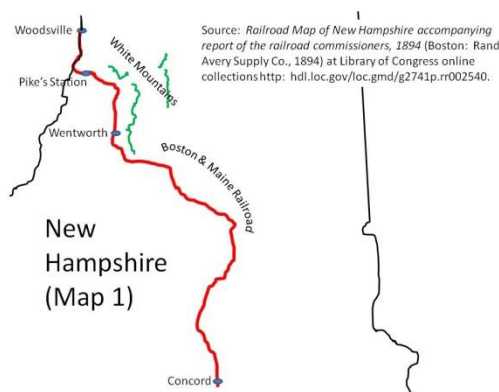 Woodsville
Source: Railroad Map of New Hampshire accompanying
report of the railroad commissioners, 1894 (Boston: Rand
Avery Supply Co., 1894) at Library of Congress online
collections http: hdl.loc.gov/loc.gmd/g2741p.rr002540.
White Mountains
Pike's Station
Wentworth
Boston & Maine Railroad
New
Hampshire
(Map 1)
Concord